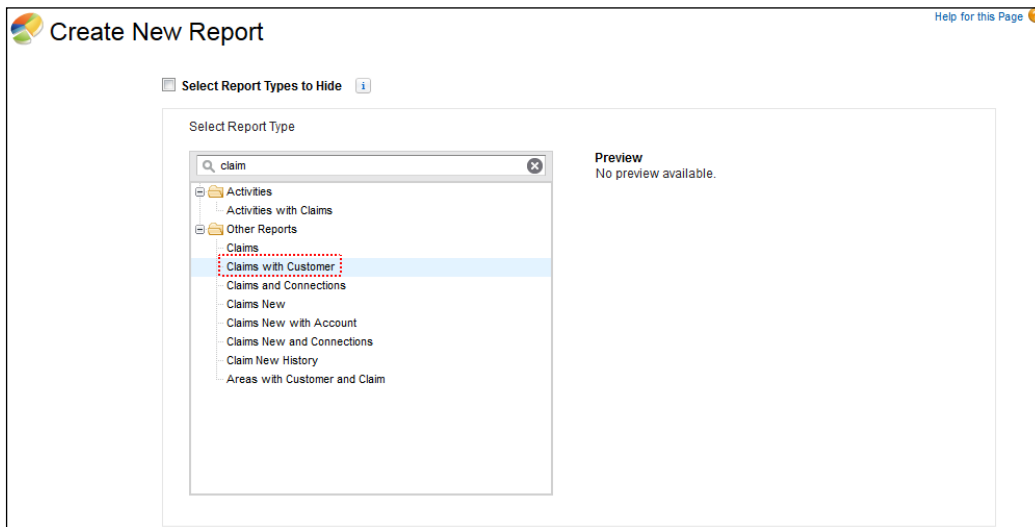 Help for this Page
Create New Report
Select Report Types to Hide i
Select Report Type
claim
Activities
Activities with Claims
Other Reports
Claims
Claims with Customer
Claims and Connections
Claims New
Claims New with Account
Claims New and Connections
Claim New History
Areas with Customer and Claim
Preview
No preview available.